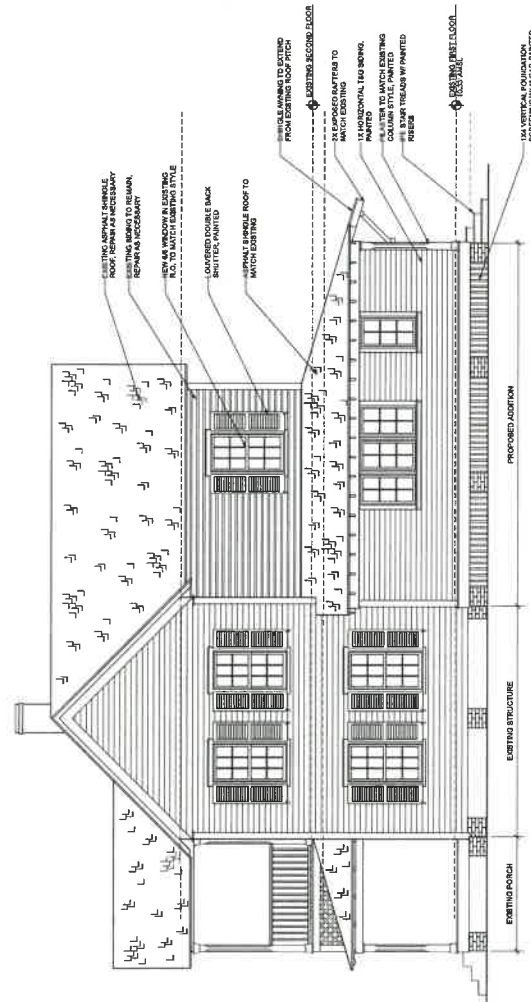 EXISTING ASPHALT SHINGLE
ROOF, REPAIR AS NECESSARY
EXISTING SIDING TO REMAIN,
REPAIR AS NECESSARY
NEW 6/6 WINDOW IN EXISTING
R.O. TO MATCH EXISTING STYLE
LOUVERED DOUBLE BACK
SHUTTER, PAINTED
ASPHALT SHINGLE ROOF TO
MATCH EXISTING
SHINGLE AWNING TO EXTEND
FROM EXISTING ROOF PITCH
EXISTING SECOND FLOOR
2X EXPOSED RAFTERS TO
MATCH EXISTING
1X HORIZONTAL T&G SIDING,
PAINTED
PILASTER TO MATCH EXISTING
COLUMN STYLE, PAINTED
STAIR TREADS W/ PAINTED
RISERS
EXISTING FIRST FLOOR
AMSL
1X4 VERTICAL FOUNDATION
EXISTING PORCH
EXISTING STRUCTURE
PROPOSED ADDITION